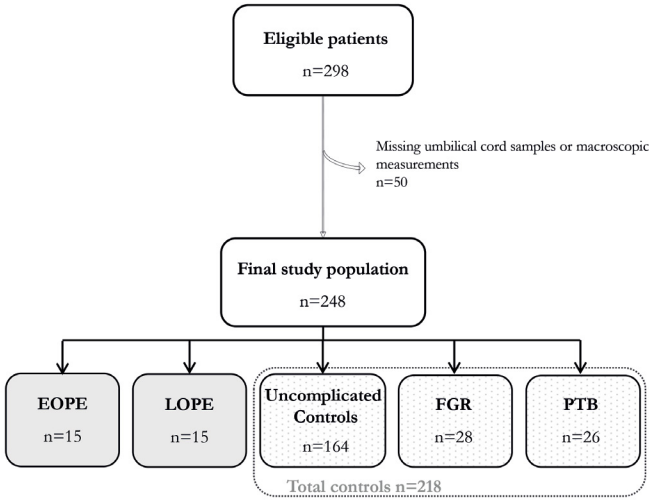 Eligible patients
n=298
Missing umbilical cord samples or macroscopic
measurements
n=50
Final study population
n=248
EOPE
n=15
LOPE
n=15
Uncomplicated
Controls
n=164
FGR
n=28
PTB
n=26
Total controls n=218